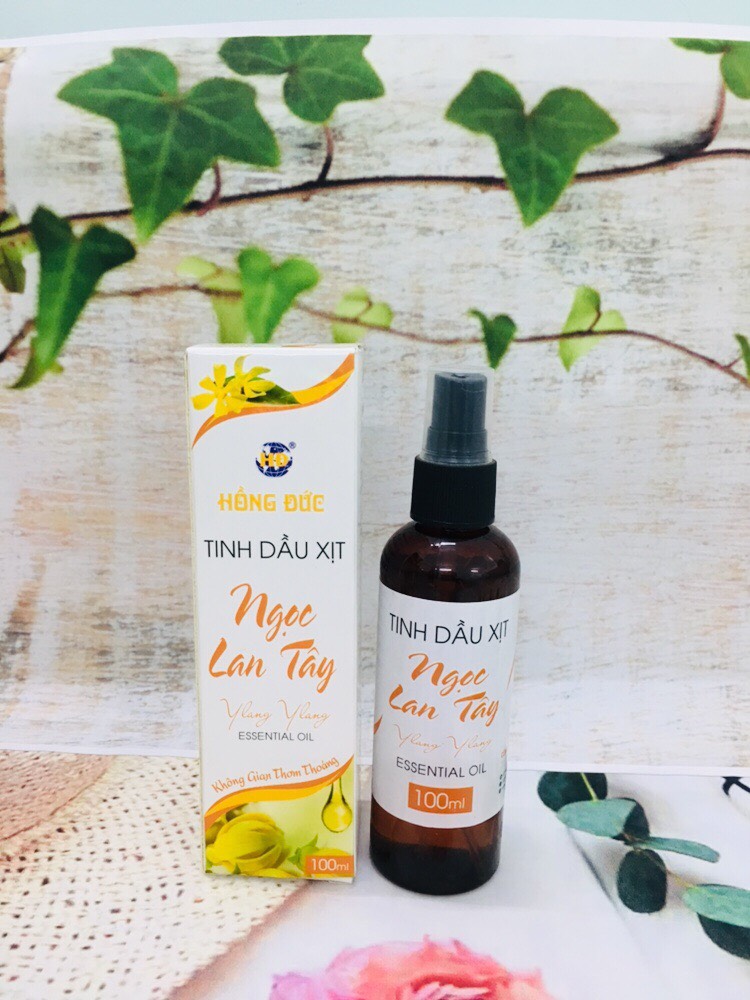 HĐ
®
HỒNG ĐỨC
TINH DẦU XỊT
Ngọc
Lan Tây
Ylang Ylang
ESSENTIAL OIL
Không Gian Thơm Thoáng
100ml
TINH DẦU XỊT
Ngọc
Lan Tây
Ylang Ylang
ESSENTIAL OIL
100ml